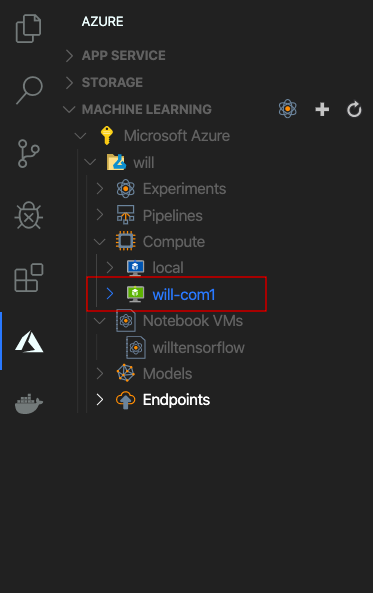 AZURE
APP SERVICE
STORAGE
MACHINE LEARNING
Microsoft Azure
will
Experiments
Pipelines
Compute
local
will-com1
Notebook VMs
willtensorflow
Models
Endpoints